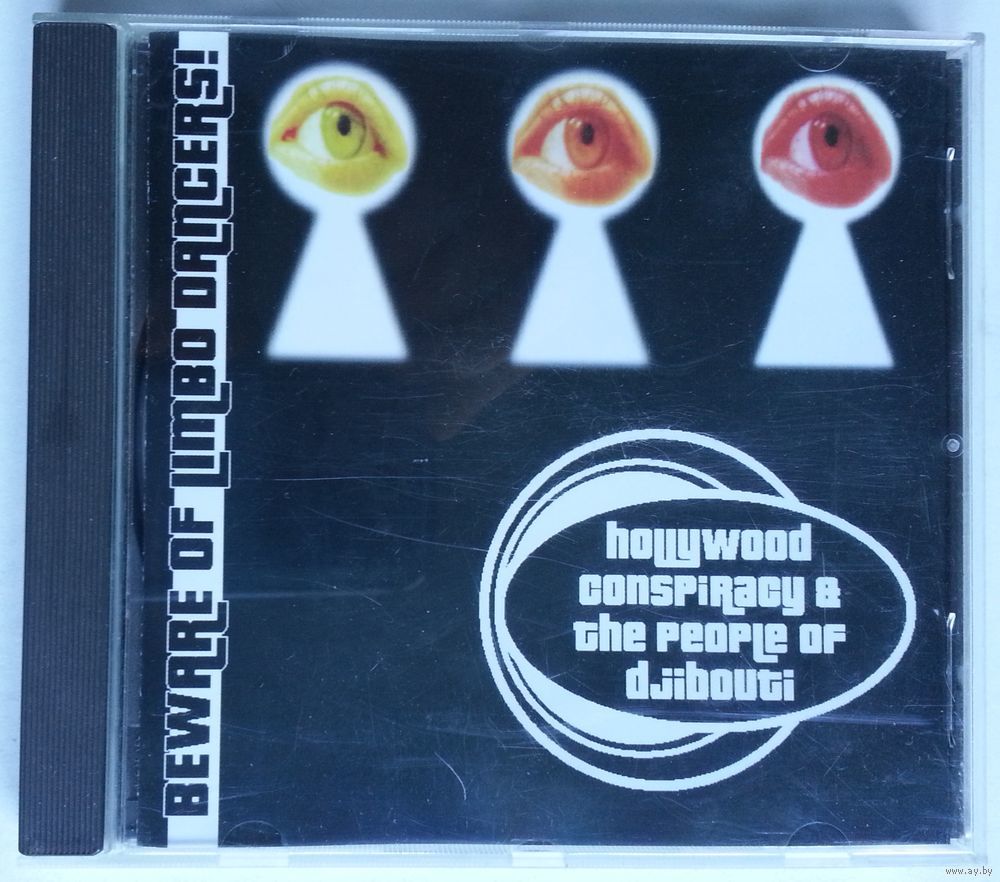 BEWARE OF LIMBO DANCERS!
hollywood
conspiracy &
the people of
djibouti
www.ay.by